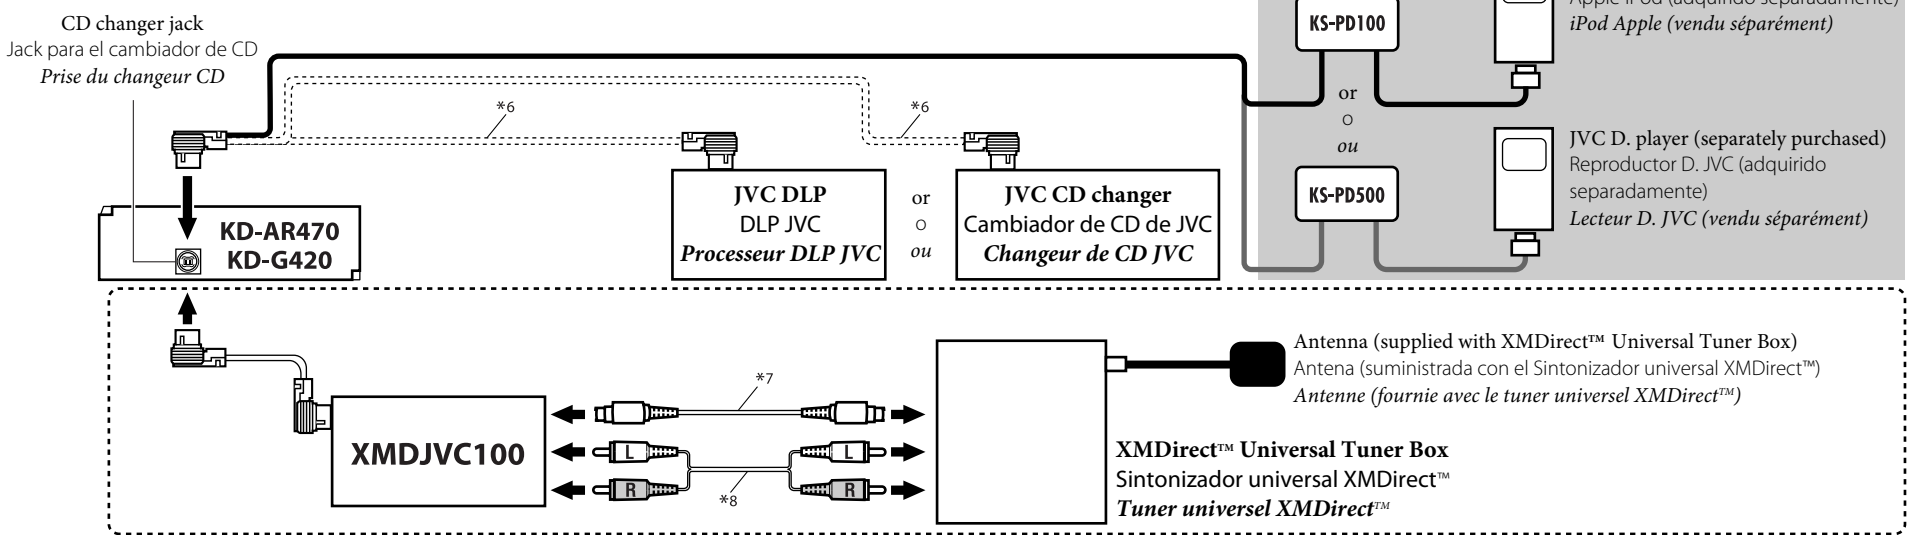 CD changer jack
Jack para el cambiador de CD
Prise du changeur CD
KS-PD100
Apple iPod (adquirido separadamente)
iPod Apple (vendu séparément)
*6
*6
or
o
ou
JVC D. player (separately purchased)
Reproductor D. JVC (adquirido
separadamente)
Lecteur D. JVC (vendu séparément)
KS-PD500
JVC DLP
DLP JVC
Processeur DLP JVC
or
o
ou
JVC CD changer
Cambiador de CD de JVC
Changeur de CD JVC
KD-AR470
KD-G420
Antenna (supplied with XMDirect™ Universal Tuner Box)
Antena (suministrada con el Sintonizador universal XMDirect™)
Antenne (fournie avec le tuner universel XMDirect™)
*7
XMDJVC100
L
L
R
R
*8
XMDirect™ Universal Tuner Box
Sintonizador universal XMDirect™
Tuner universel XMDirect™